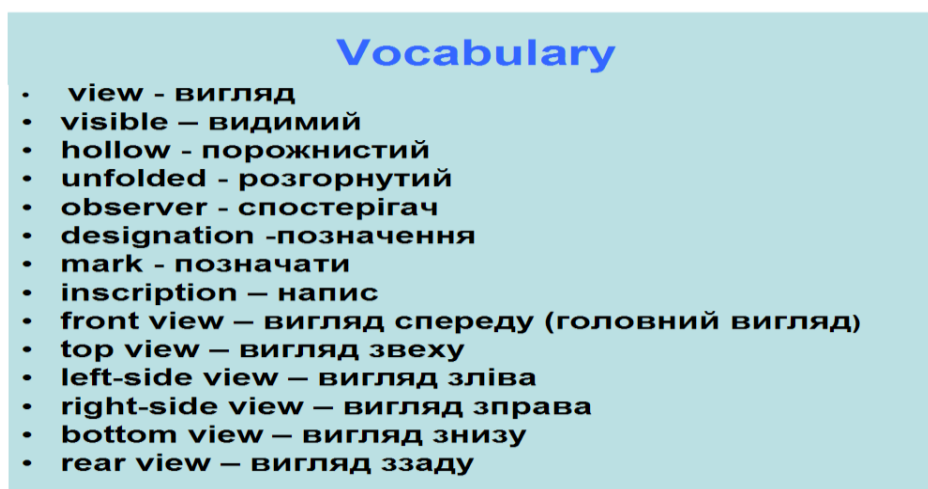 Vocabulary
• view - вигляд
• visible – видимий
• hollow - порожнистий
• unfolded - розгорнутий
• observer - спостерігач
• designation -позначення
• mark - позначати
• inscription – напис
• front view – вигляд спереду (головний вигляд)
• top view – вигляд звеху
• left-side view – вигляд зліва
• right-side view – вигляд зправа
• bottom view – вигляд знизу
• rear view – вигляд ззаду